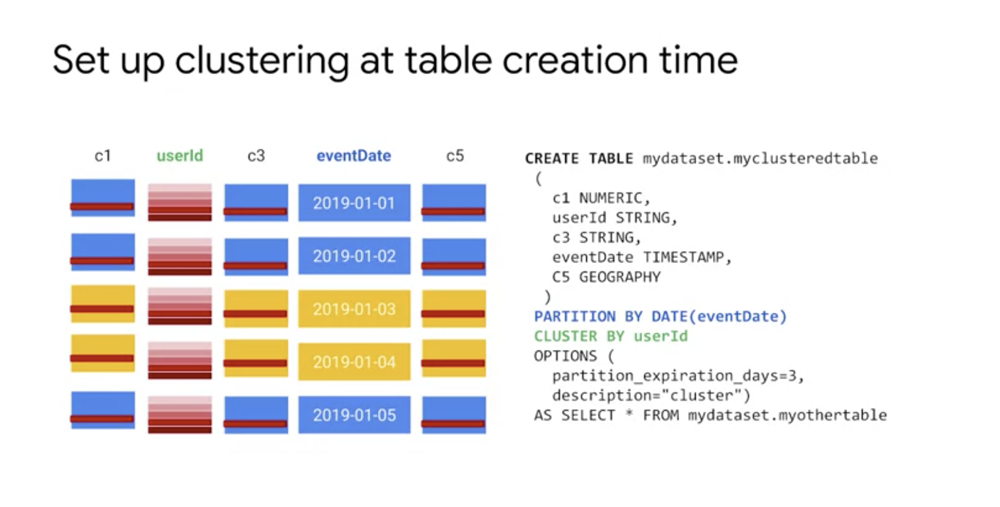 Set up clustering at table creation time
c1 userId c3 eventDate c5
2019-01-01
2019-01-02
2019-01-03
2019-01-04
2019-01-05
CREATE TABLE mydataset.myclusteredtable
(
c1 NUMERIC,
userId STRING,
c3 STRING,
eventDate TIMESTAMP,
C5 GEOGRAPHY
)
PARTITION BY DATE(eventDate)
CLUSTER BY userId
OPTIONS (
partition_expiration_days=3,
description="cluster")
AS SELECT * FROM mydataset.myothertable